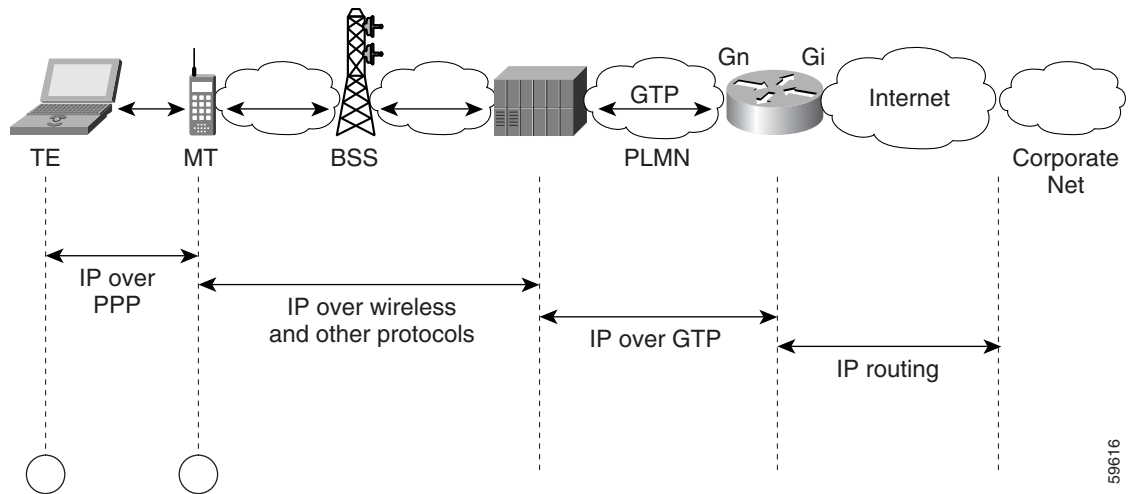 Gn
Gi
GTP
Internet
TE
MT
BSS
PLMN
Corporate
Net
IP over
PPP
IP over wireless
and other protocols
IP over GTP
IP routing
59616